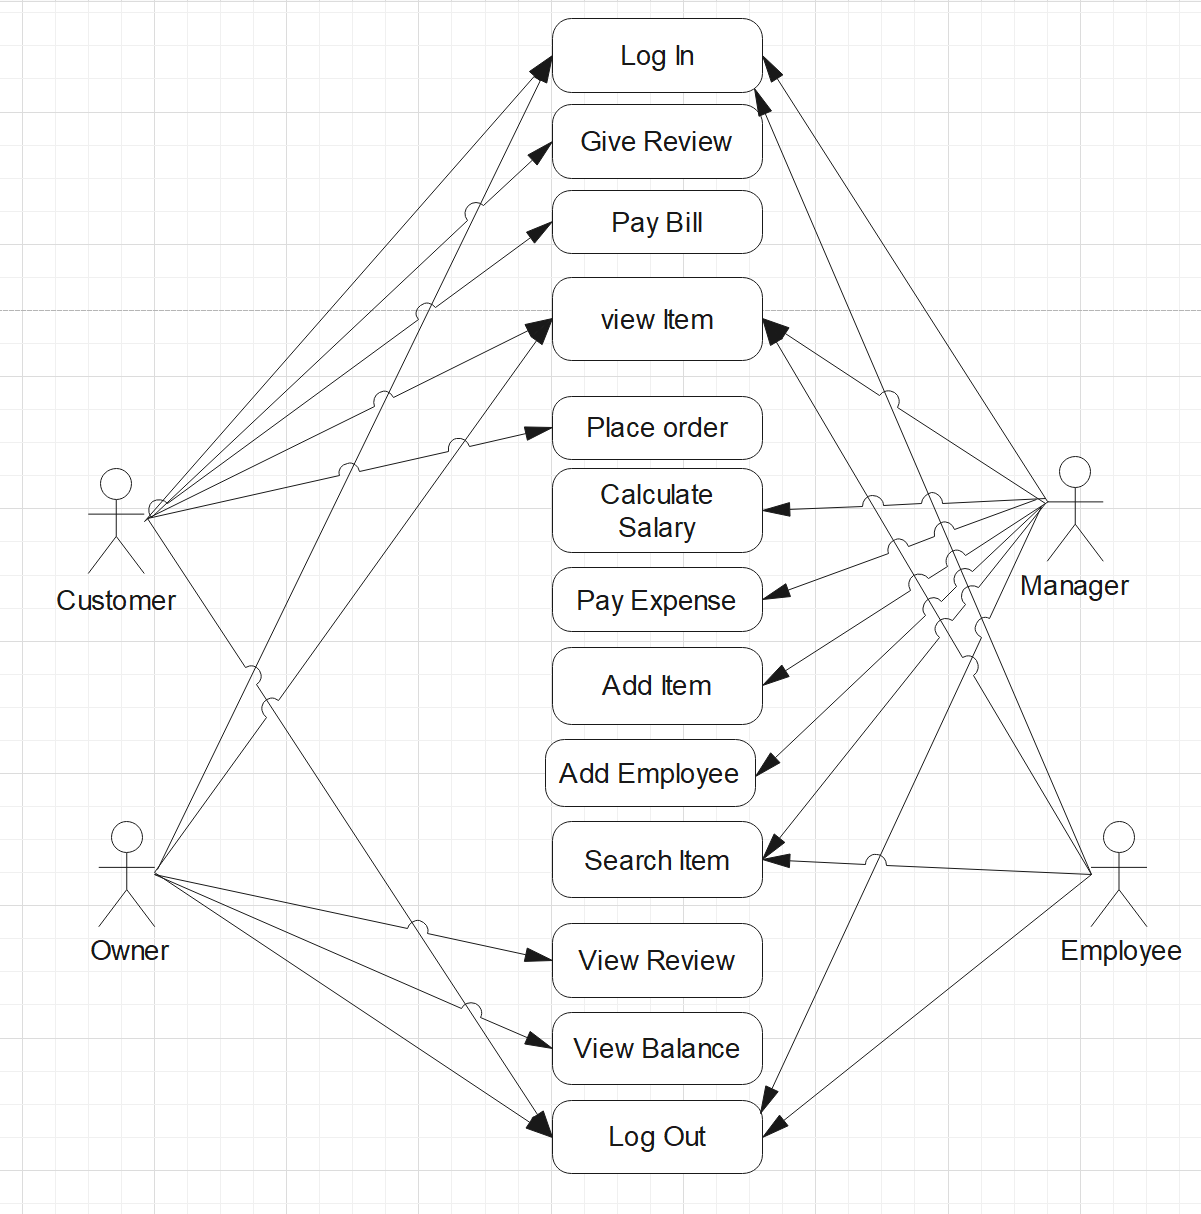 Log In
Give Review
Pay Bill
view Item
Place order
Calculate
Salary
Pay Expense
Add Item
Add Employee
Search Item
View Review
View Balance
Log Out
Customer
Owner
Manager
Employee